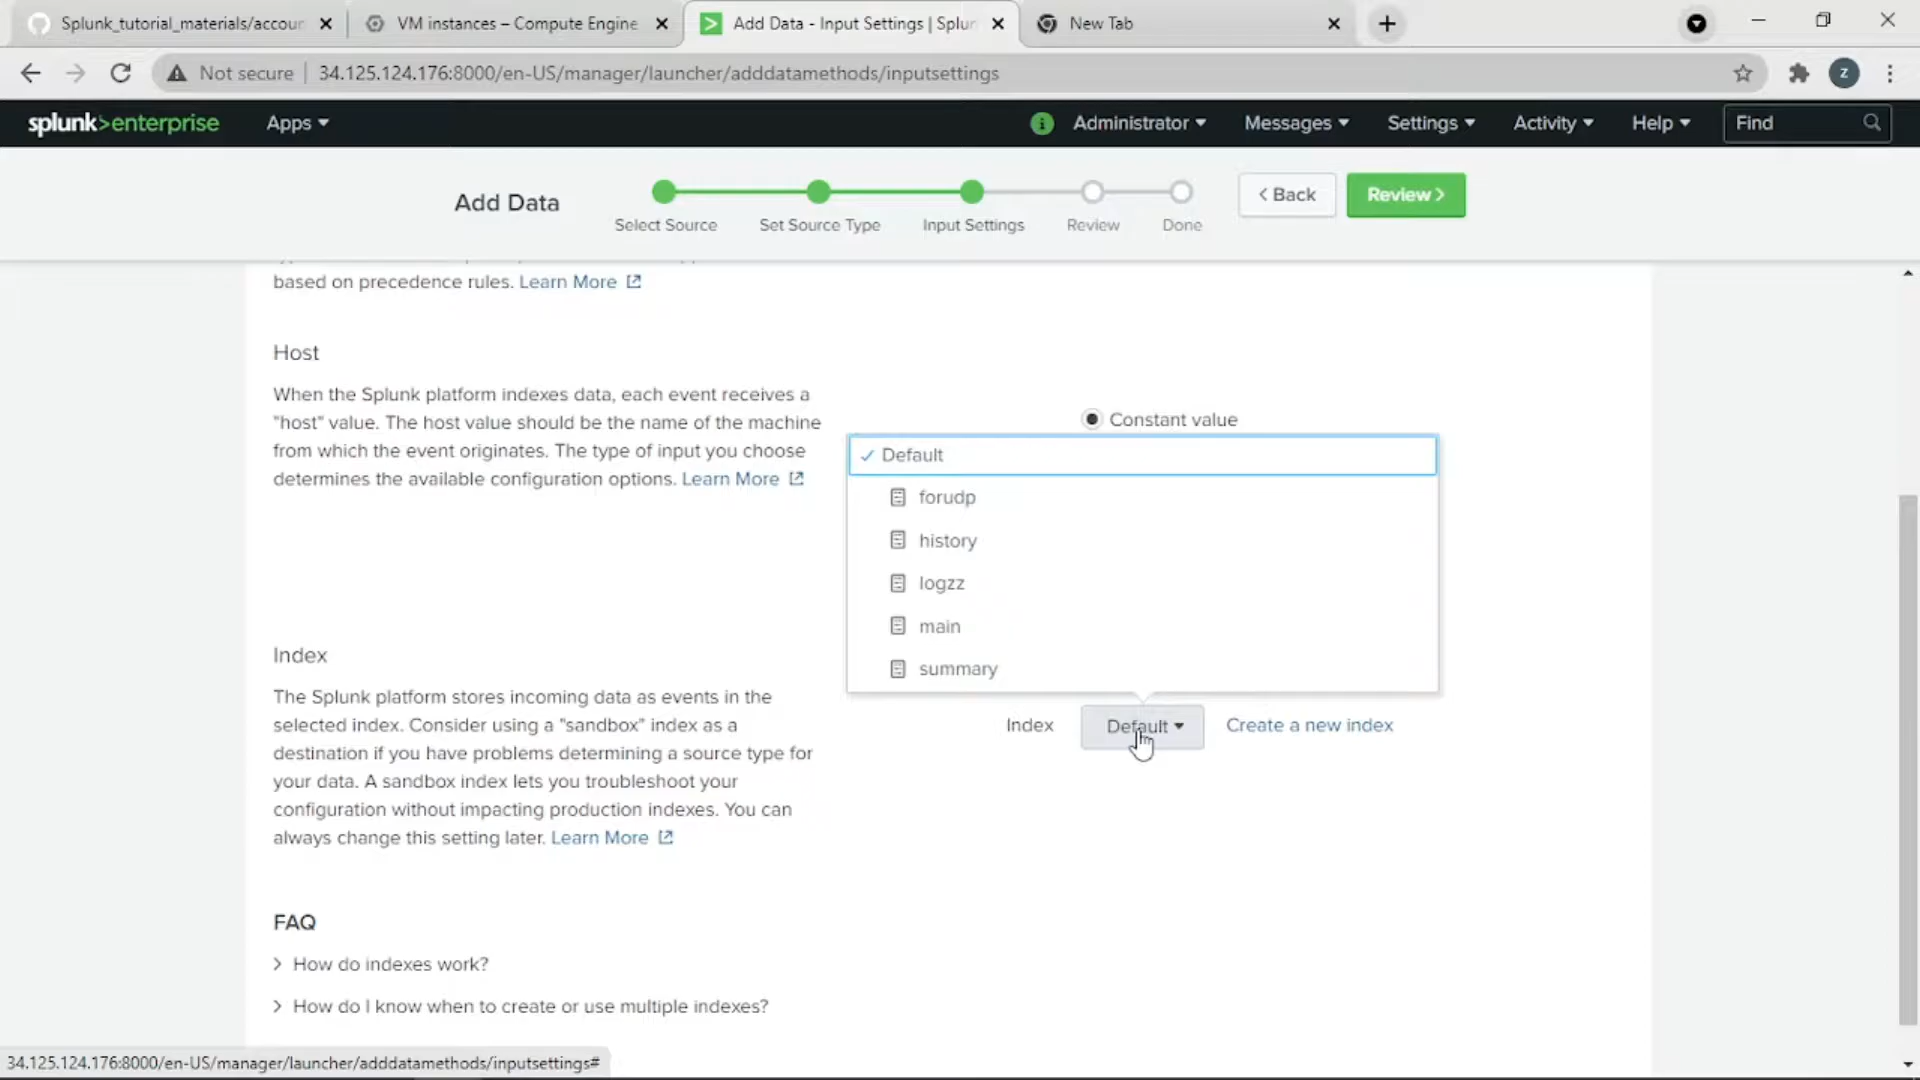 Splunk_tutorial_materials/accour
VM instances – Compute Engine
Add Data - Input Settings | Splun
New Tab
Not secure
34.125.124.176:8000/en-US/manager/launcher/adddatamethods/inputsettings
Z
splunk>enterprise
Apps
i
Administrator
Messages
Settings
Activity
Help
Find
Add Data
Select Source
Set Source Type
Input Settings
Review
Done
< Back
Review >
based on precedence rules. Learn More
Host
When the Splunk platform indexes data, each event receives a
"host" value. The host value should be the name of the machine
from which the event originates. The type of input you choose
determines the available configuration options. Learn More
Constant value
Default
forudp
history
logzz
main
summary
Index
The Splunk platform stores incoming data as events in the
selected index. Consider using a "sandbox" index as a
destination if you have problems determining a source type for
your data. A sandbox index lets you troubleshoot your
configuration without impacting production indexes. You can
always change this setting later. Learn More
Index
Default
Create a new index
FAQ
> How do indexes work?
> How do I know when to create or use multiple indexes?
34.125.124.176:8000/en-US/manager/launcher/adddatamethods/inputsettings#